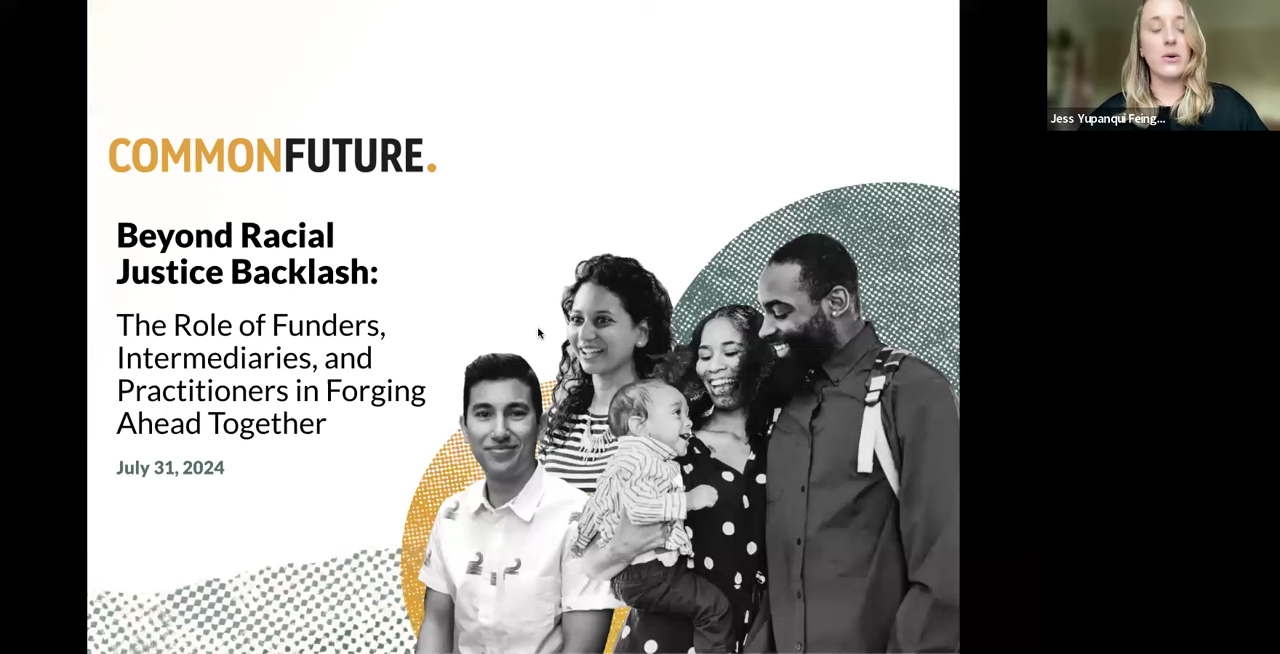 COMMONFUTURE.
Beyond Racial
Justice Backlash:
The Role of Funders,
Intermediaries, and
Practitioners in Forging
Ahead Together
July 31, 2024
Jess Yupanqui Feing...